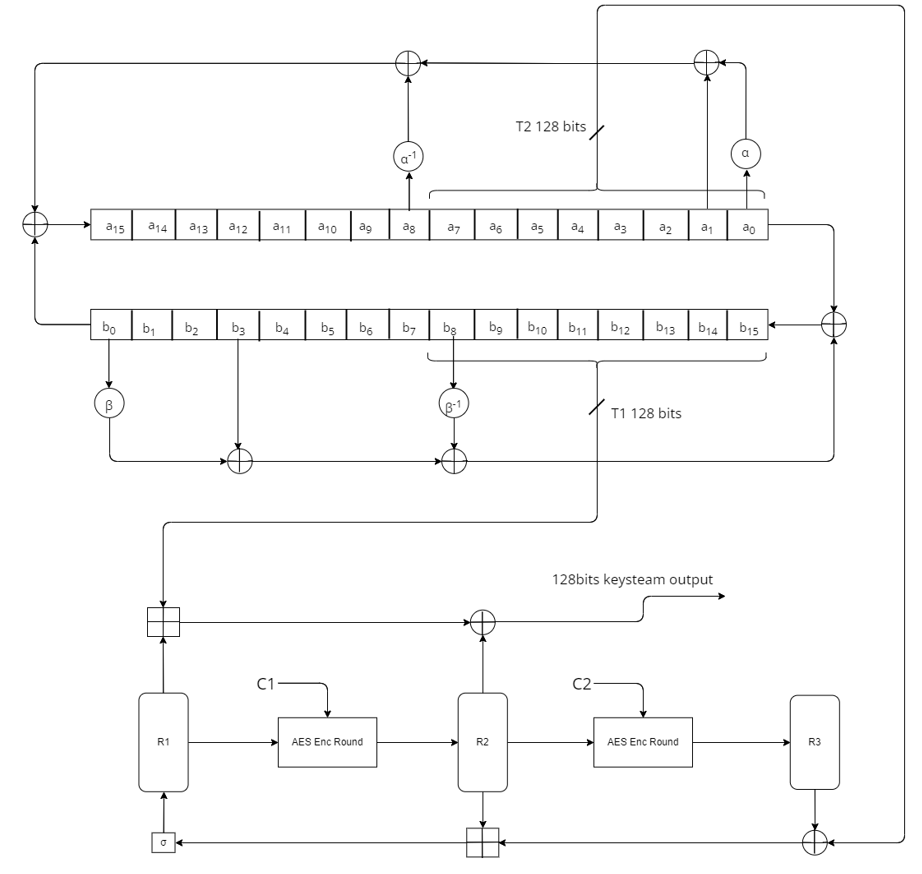 T2 128 bits
α⁻¹
α
a₁₅ a₁₄ a₁₃ a₁₂ a₁₁ a₁₀ a₉ a₈ a₇ a₆ a₅ a₄ a₃ a₂ a₁ a₀
b₀ b₁ b₂ b₃ b₄ b₅ b₆ b₇ b₈ b₉ b₁₀ b₁₁ b₁₂ b₁₃ b₁₄ b₁₅
β
β⁻¹
T1 128 bits
128bits keysteam output
C1
C2
R1
AES Enc Round
R2
AES Enc Round
R3
σ